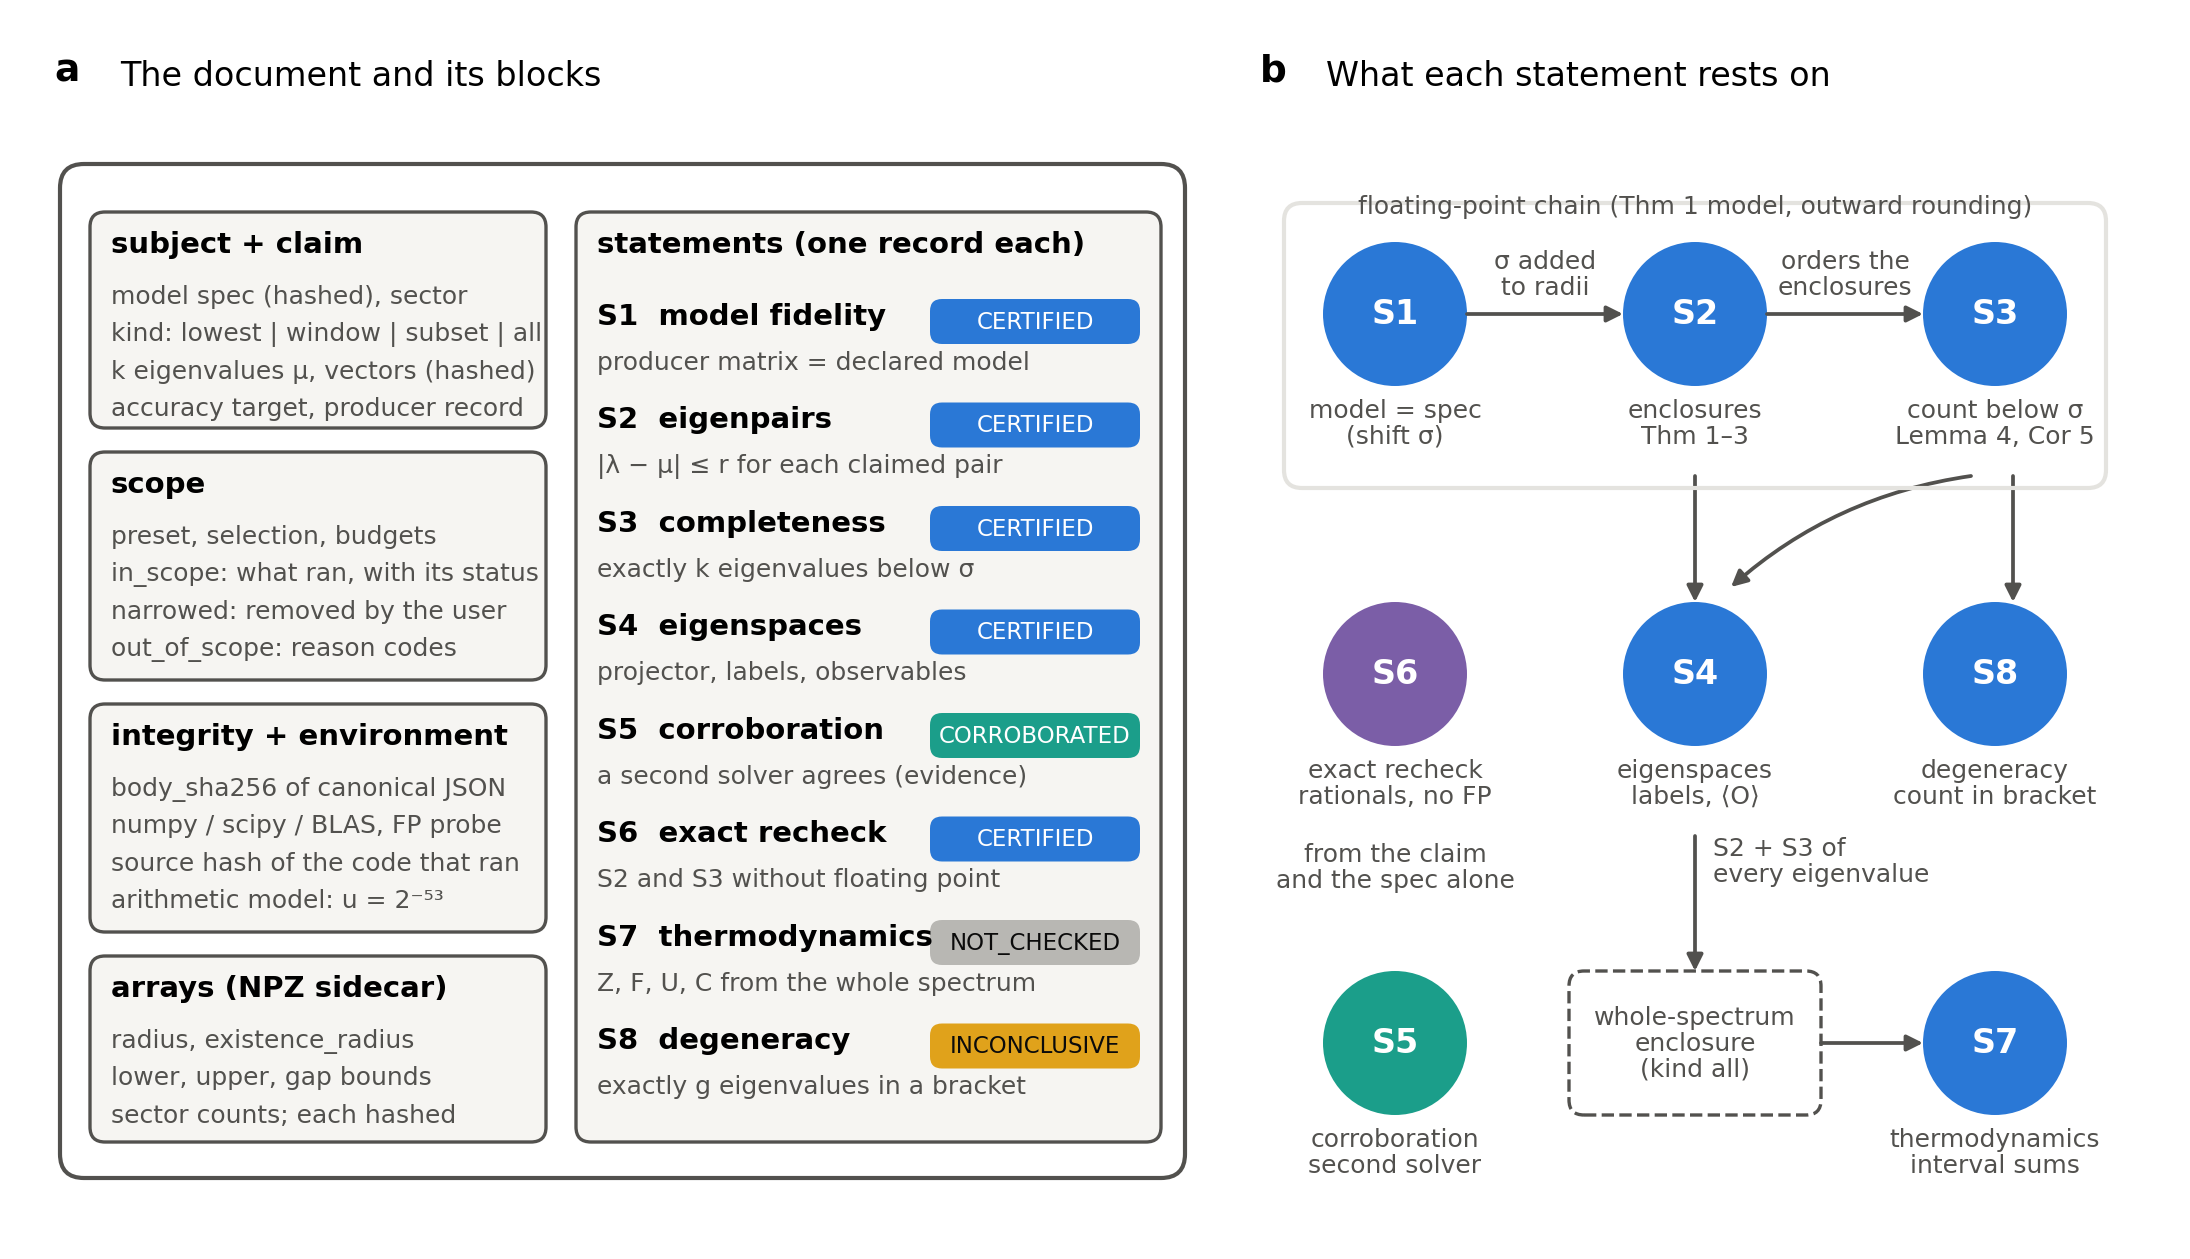 a The document and its blocks
subject + claim
model spec (hashed), sector
kind: lowest | window | subset | all
k eigenvalues μ, vectors (hashed)
accuracy target, producer record
scope
preset, selection, budgets
in_scope: what ran, with its status
narrowed: removed by the user
out_of_scope: reason codes
integrity + environment
body_sha256 of canonical JSON
numpy / scipy / BLAS, FP probe
source hash of the code that ran
arithmetic model: u = 2⁻⁵³
arrays (NPZ sidecar)
radius, existence_radius
lower, upper, gap bounds
sector counts; each hashed
statements (one record each)
S1 model fidelity CERTIFIED
producer matrix = declared model
S2 eigenpairs CERTIFIED
|λ − μ| ≤ r for each claimed pair
S3 completeness CERTIFIED
exactly k eigenvalues below σ
S4 eigenspaces CERTIFIED
projector, labels, observables
S5 corroboration CORROBORATED
a second solver agrees (evidence)
S6 exact recheck CERTIFIED
S2 and S3 without floating point
S7 thermodynamics NOT_CHECKED
Z, F, U, C from the whole spectrum
S8 degeneracy INCONCLUSIVE
exactly g eigenvalues in a bracket
b What each statement rests on
floating-point chain (Thm 1 model, outward rounding)
S1
σ added
to radii
S2
orders the
enclosures
S3
model = spec
(shift σ)
enclosures
Thm 1–3
count below σ
Lemma 4, Cor 5
S6
S4
S8
exact recheck
rationals, no FP
eigenspaces
labels, ⟨O⟩
degeneracy
count in bracket
from the claim
and the spec alone
S2 + S3 of
every eigenvalue
S5
whole-spectrum
enclosure
(kind all)
S7
corroboration
second solver
thermodynamics
interval sums